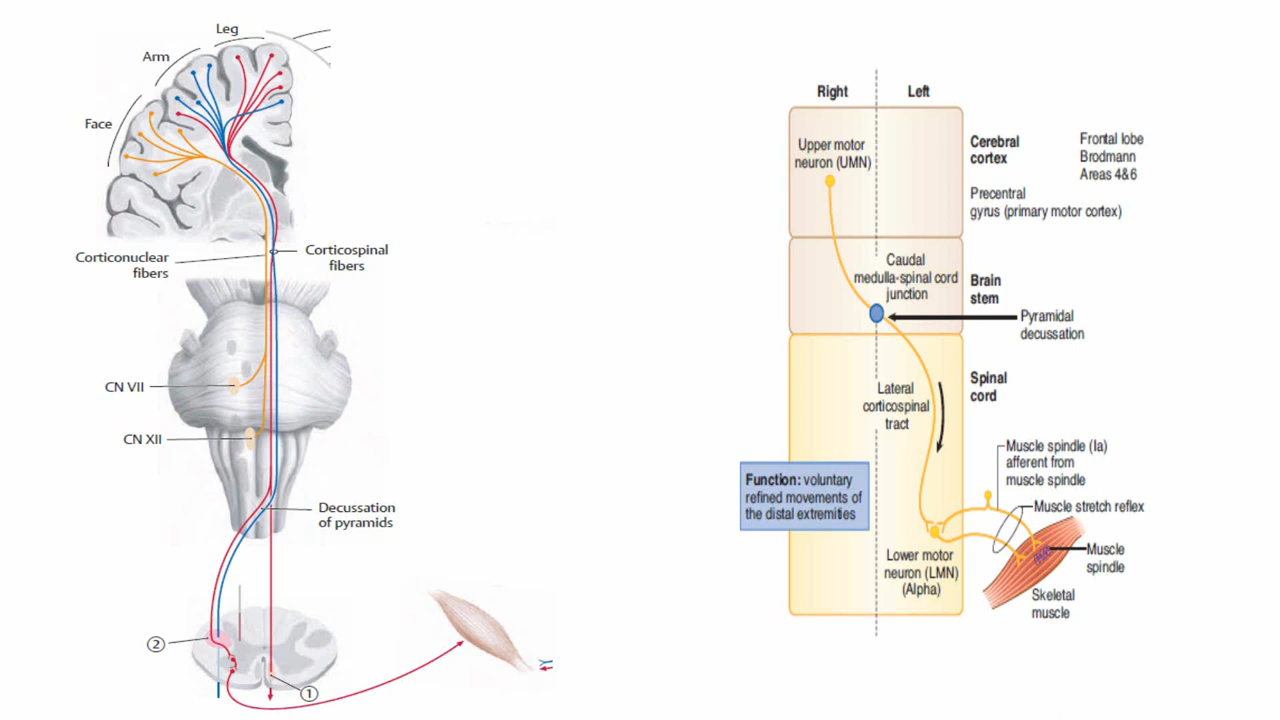 Leg
Arm
Face
Corticonuclear
fibers
Corticospinal
fibers
CN VII
CN XII
Decussation
of pyramids
②
①
Right
Left
Upper motor
neuron (UMN)
Cerebral
cortex
Frontal lobe
Brodmann
Areas 4&6
Precentral
gyrus (primary motor cortex)
Caudal
medulla-spinal cord
junction
Brain
stem
Pyramidal
decussation
Spinal
cord
Lateral
corticospinal
tract
Function: voluntary
refined movements of
the distal extremities
Muscle spindle (Ia)
afferent from
muscle spindle
Muscle stretch reflex
Muscle
spindle
Lower motor
neuron (LMN)
(Alpha)
Skeletal
muscle